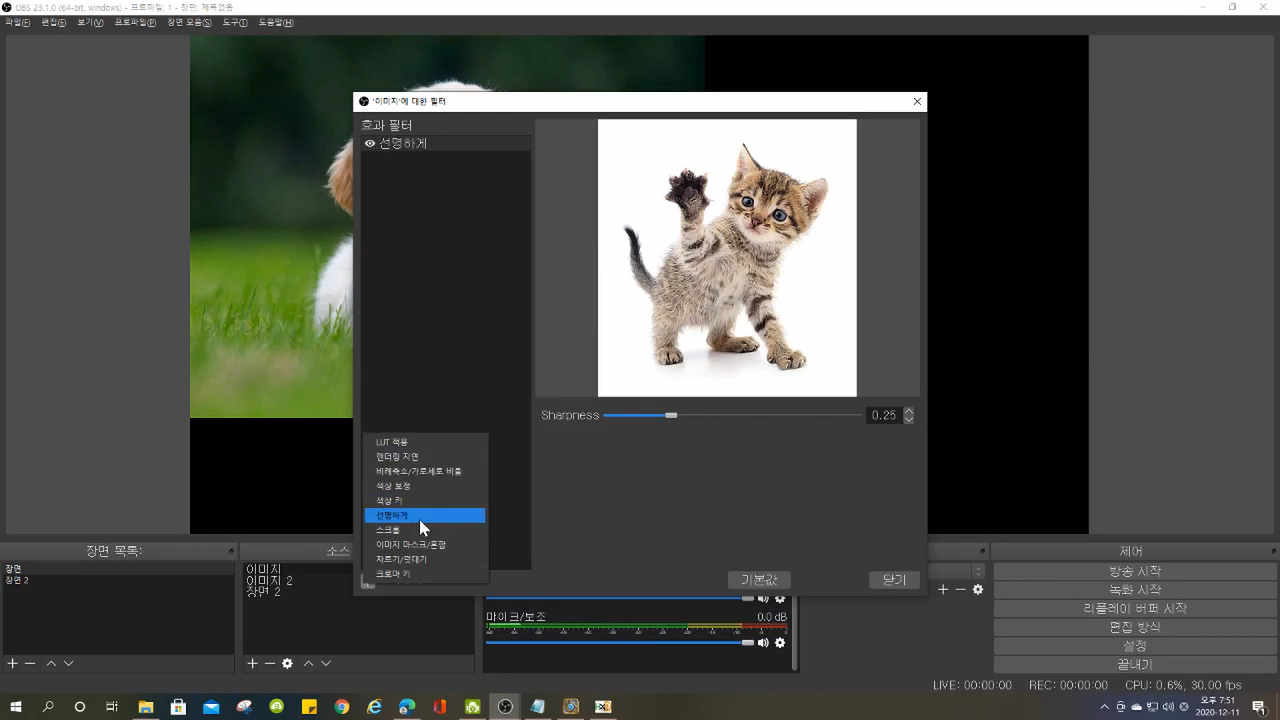 OBS 23.1.0 (64-bit, windows) - 프로파일: 1 - 장면: 제목없음
파일(F) 편집(E) 보기(V) 프로파일(P) 장면 모음(S) 도구(T) 도움말(H)
'이미지'에 대한 필터
효과 필터
선명하게
Sharpness 0.25
LUT 적용
렌더링 지연
비례축소/가로세로 비율
색상 보정
색상 키
선명하게
스크롤
이미지 마스크/혼합
자르기/덧대기
크로마 키
기본값 닫기
장면 목록:
장면
장면 2
소스
이미지
이미지 2
장면 2
마이크/보조 0.0 dB
제어
방송 시작
녹화 시작
리플레이 버퍼 시작
편집 방식
설정
끝내기
LIVE: 00:00:00 REC: 00:00:00 CPU: 0.6%, 30.00 fps
오후 7:51
2020-12-11